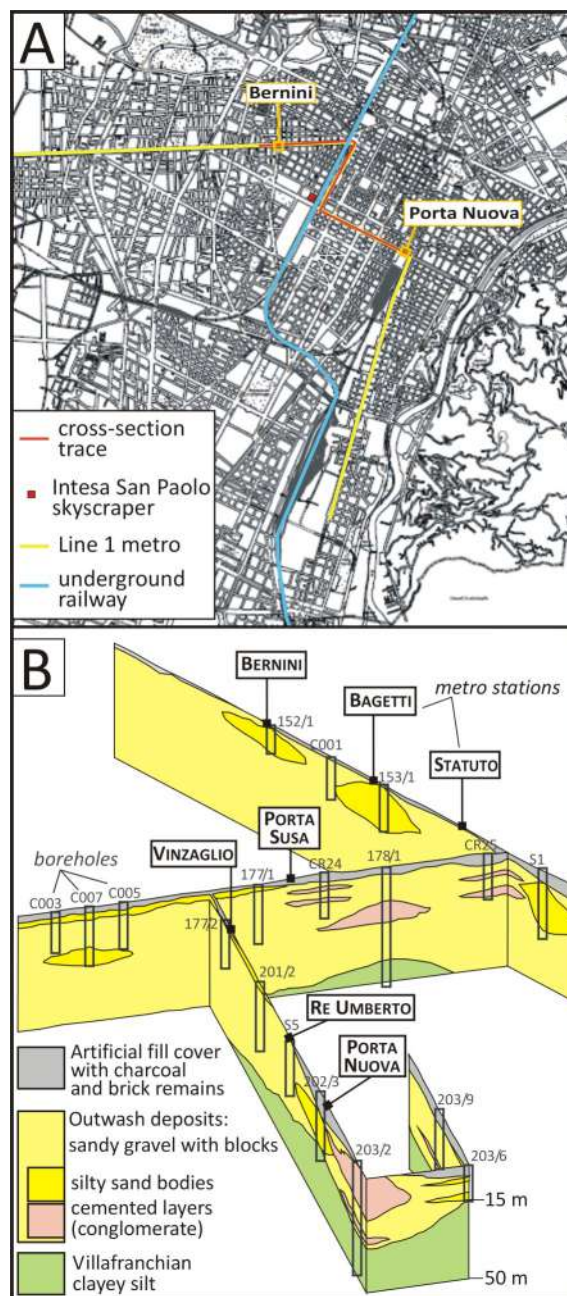 A
Bernini
Porta Nuova
cross-section
trace
Intesa San Paolo
skyscraper
Line 1 metro
underground
railway
B
BERNINI
152/1
BAGETTI
metro stations
C001
153/1
STATUTO
PORTA
SUSA
boreholes
VINZAGLIO
177/1
CR24
178/1
CR25
S1
C003
C007
C005
177/2
201/2
S5
RE UMBERTO
Artificial fill cover
with charcoal
and brick remains
PORTA
NUOVA
202/3
203/9
Outwash deposits:
sandy gravel with blocks
203/2
203/6
silty sand bodies
15 m
cemented layers
(conglomerate)
Villafranchian
clayey silt
50 m